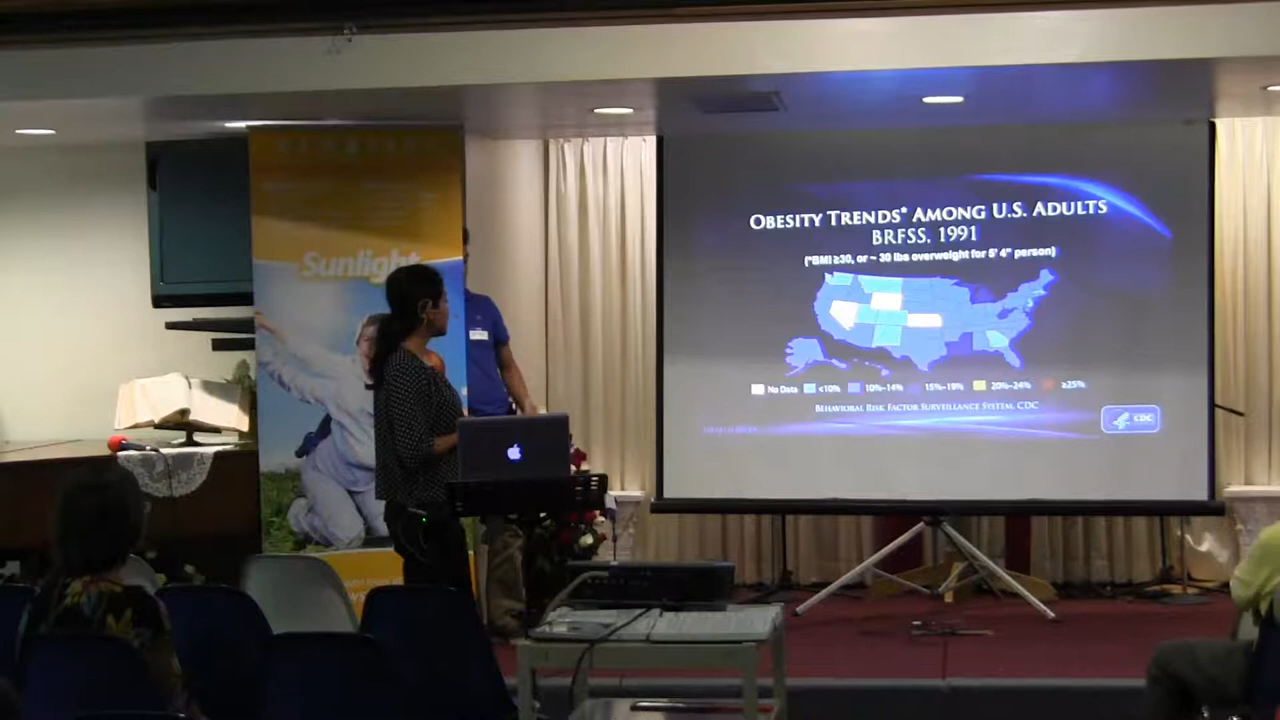 Sunlight
OBESITY TRENDS* AMONG U.S. ADULTS
BRFSS, 1991
(*BMI ≥30, or ~ 30 lbs overweight for 5' 4" person)
No Data <10% 10%–14% 15%–19% 20%–24% ≥25%
BEHAVIORAL RISK FACTOR SURVEILLANCE SYSTEM, CDC
CDC